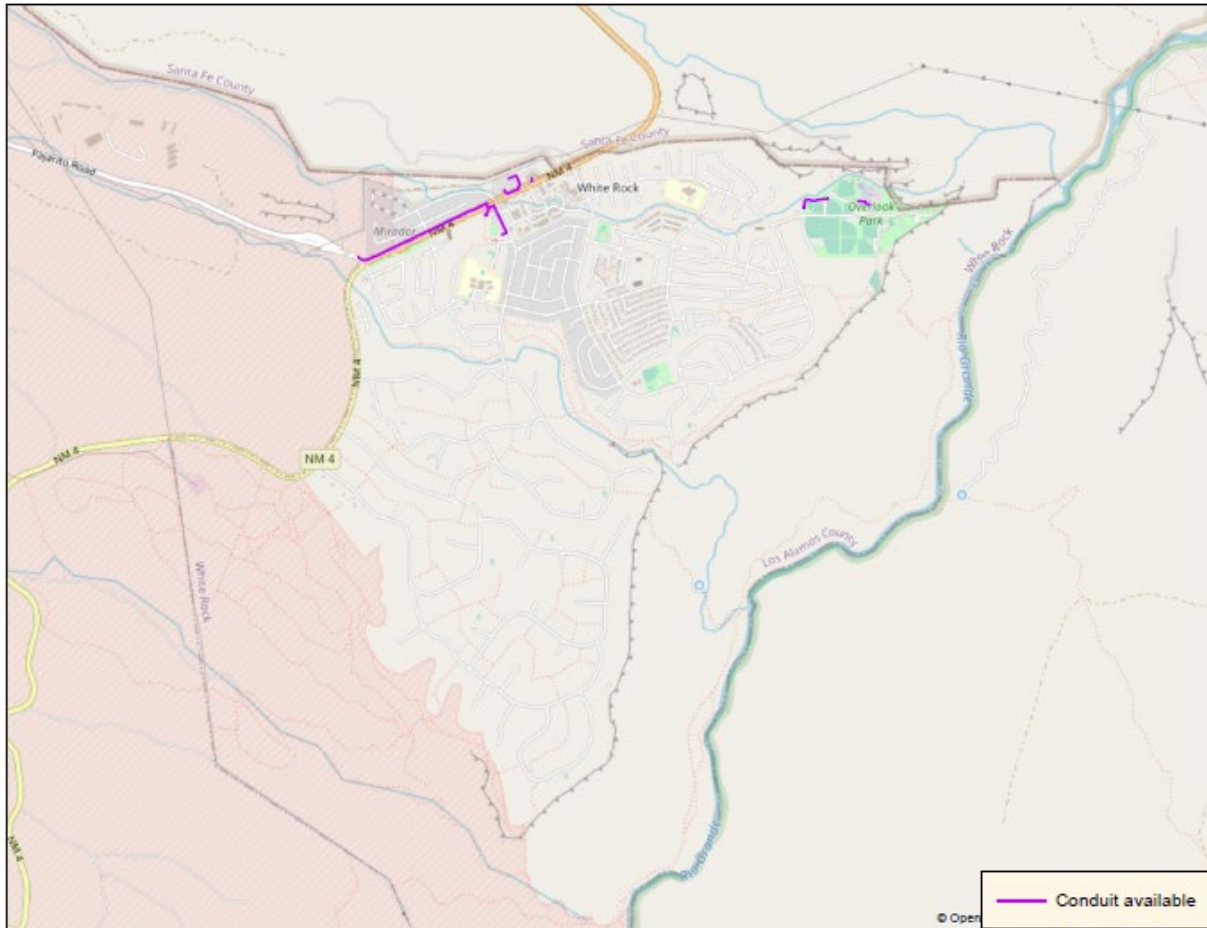 Santa Fe County
Santa Fe County
Pajarito Road
NM 4
White Rock
Mirador
NM 4
Overlook
Park
White Rock
Rio Grande
NM 4
NM 4
NM 4
Los Alamos County
White Rock
Rio Grande
NM 4
Conduit available
© Open